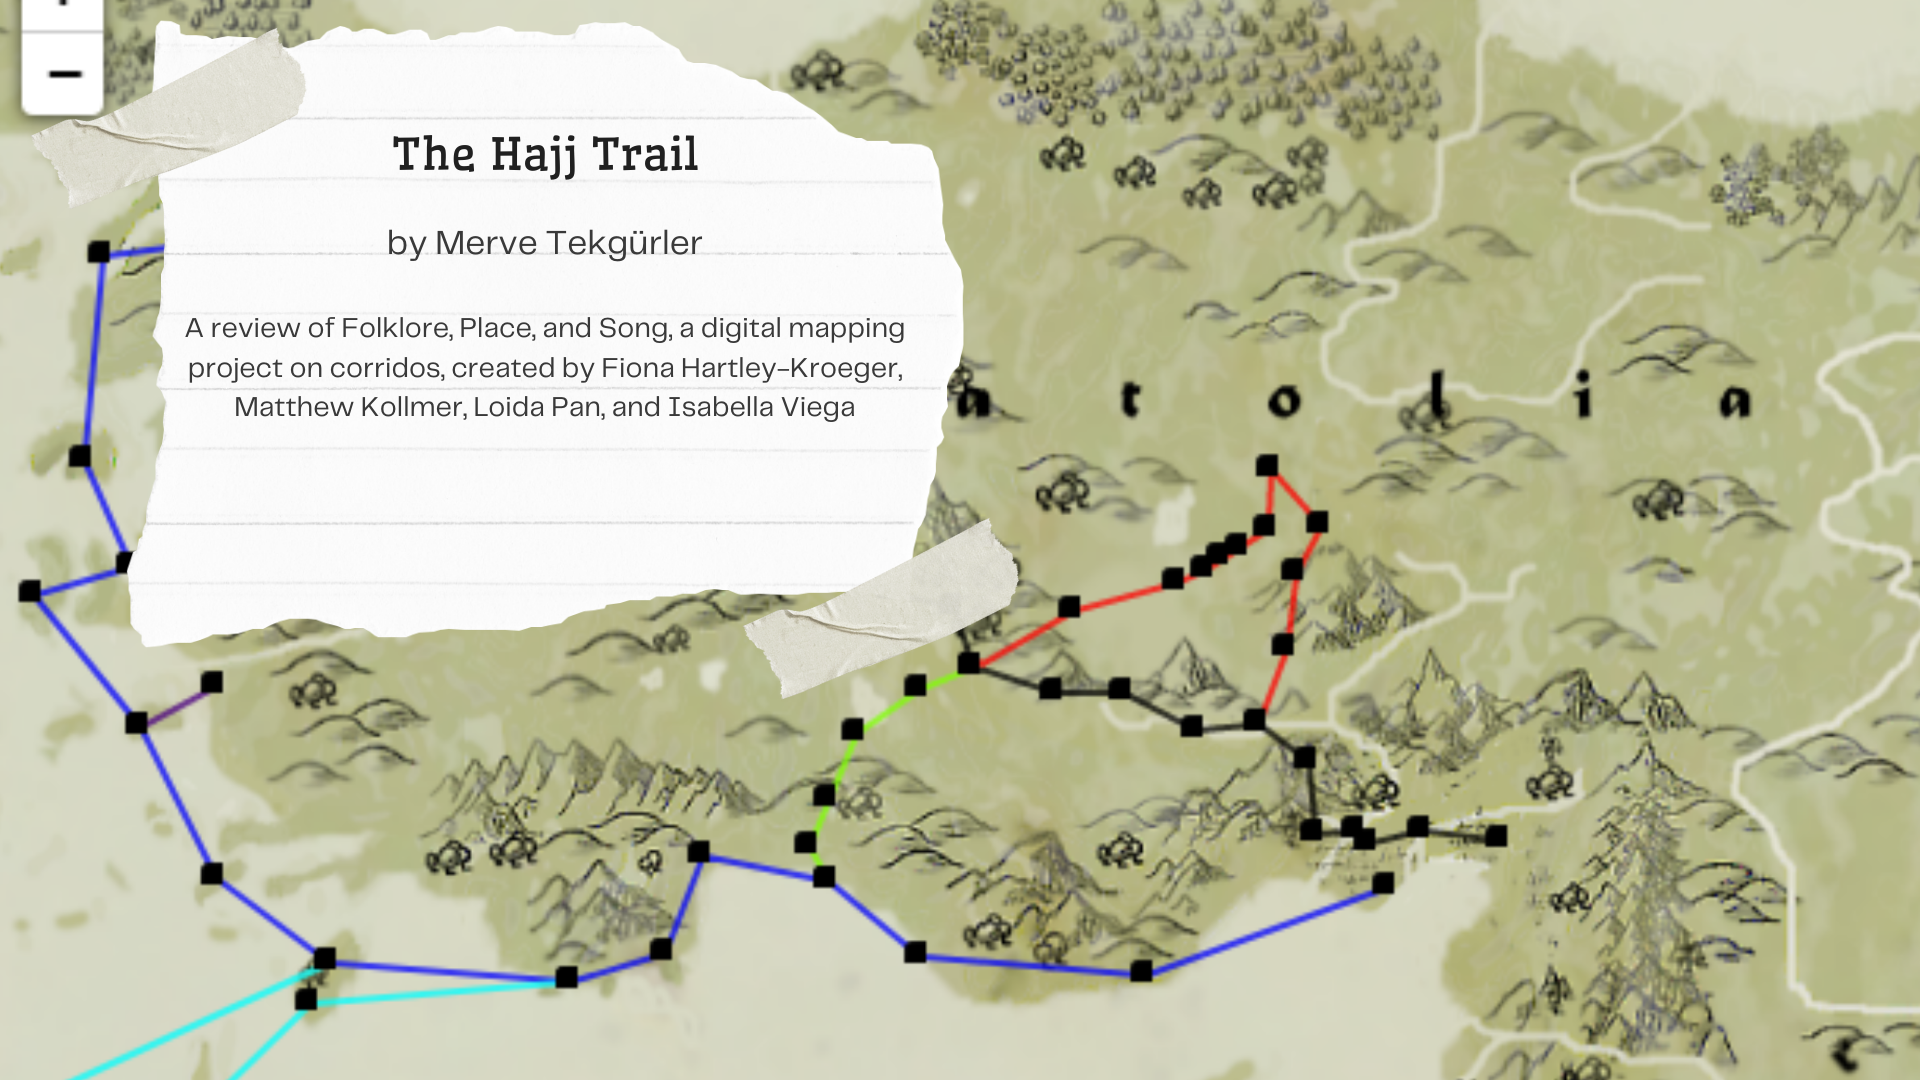 The Hajj Trail
by Merve Tekgürler
A review of Folklore, Place, and Song, a digital mapping
project on corridos, created by Fiona Hartley-Kroeger,
Matthew Kollmer, Loida Pan, and Isabella Viega
a t o l i a